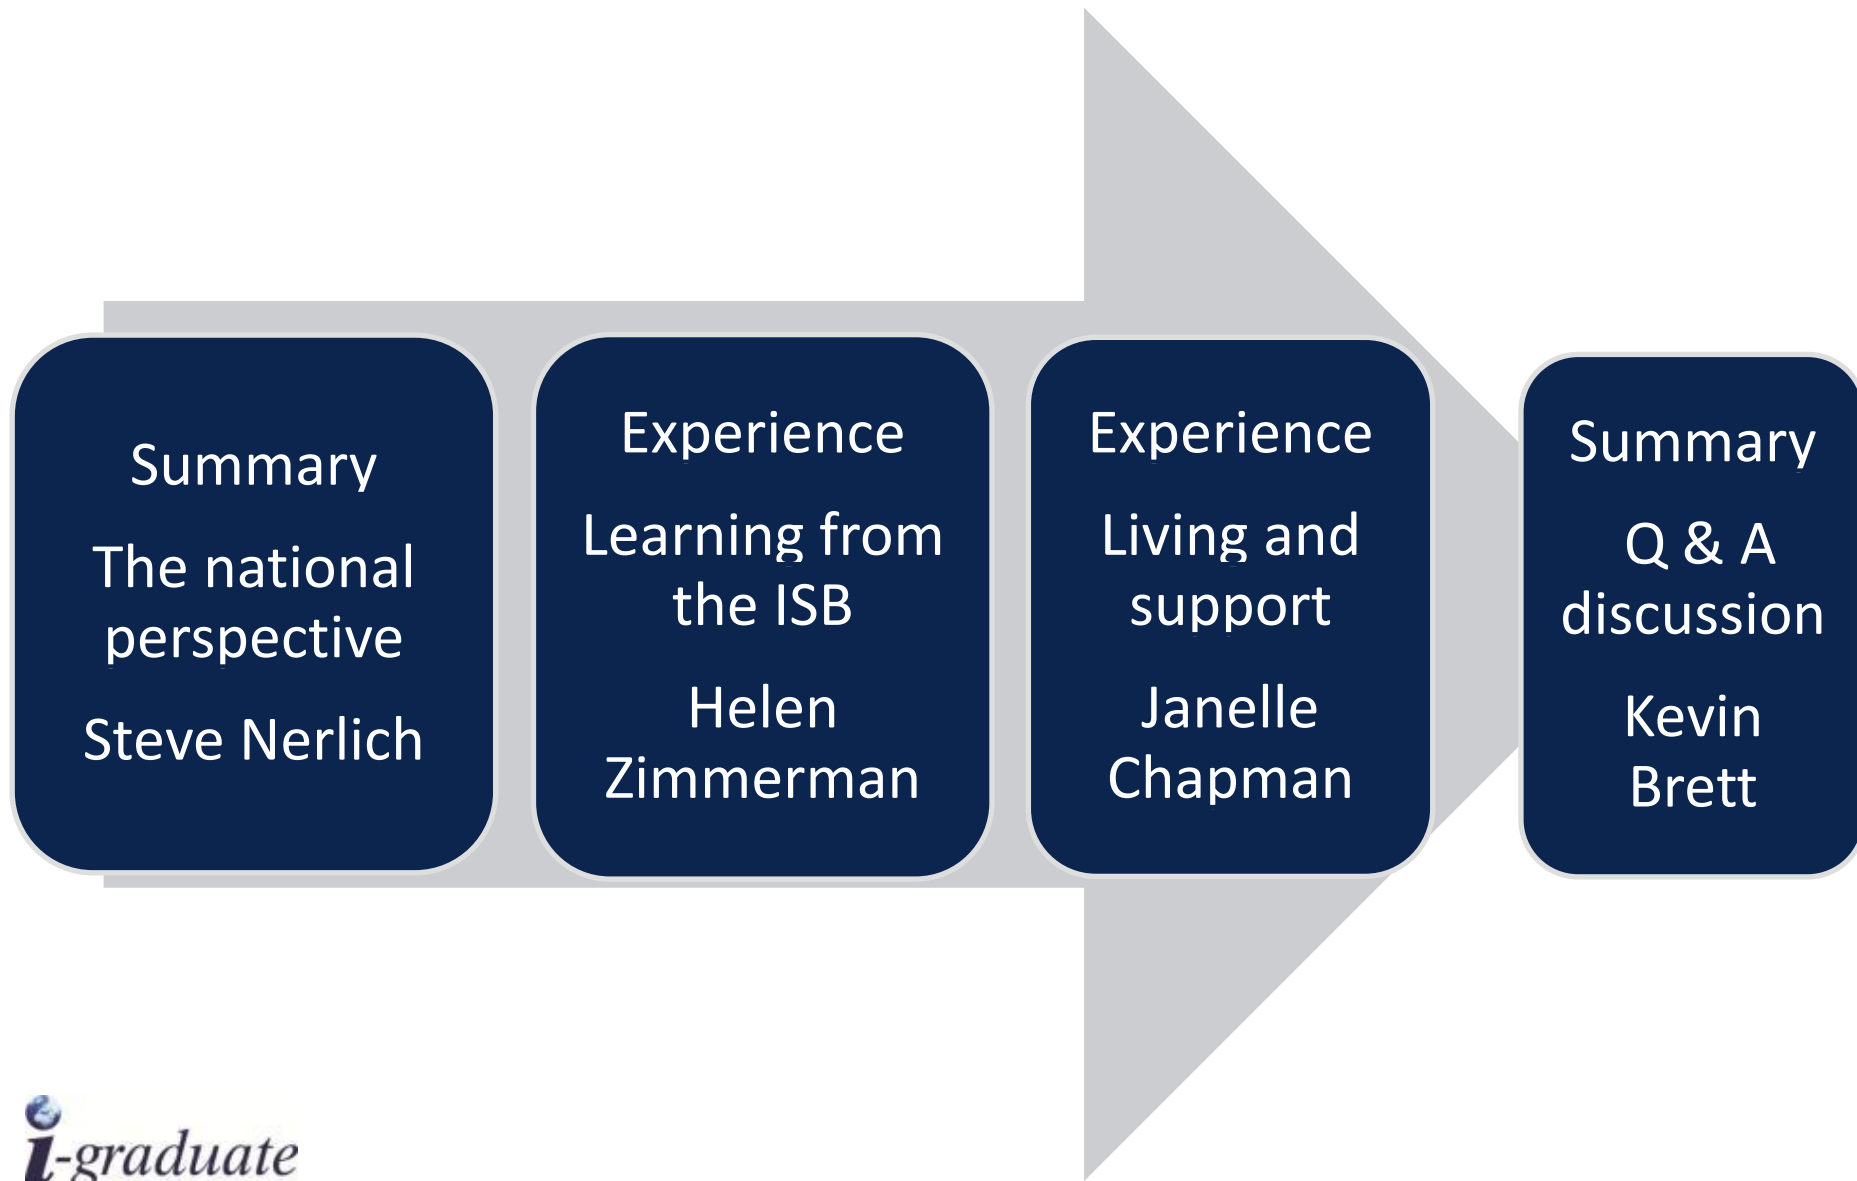 Summary
The national
perspective
Steve Nerlich
Experience
Learning from
the ISB
Helen
Zimmerman
Experience
Living and
support
Janelle
Chapman
Summary
Q & A
discussion
Kevin
Brett
i-graduate